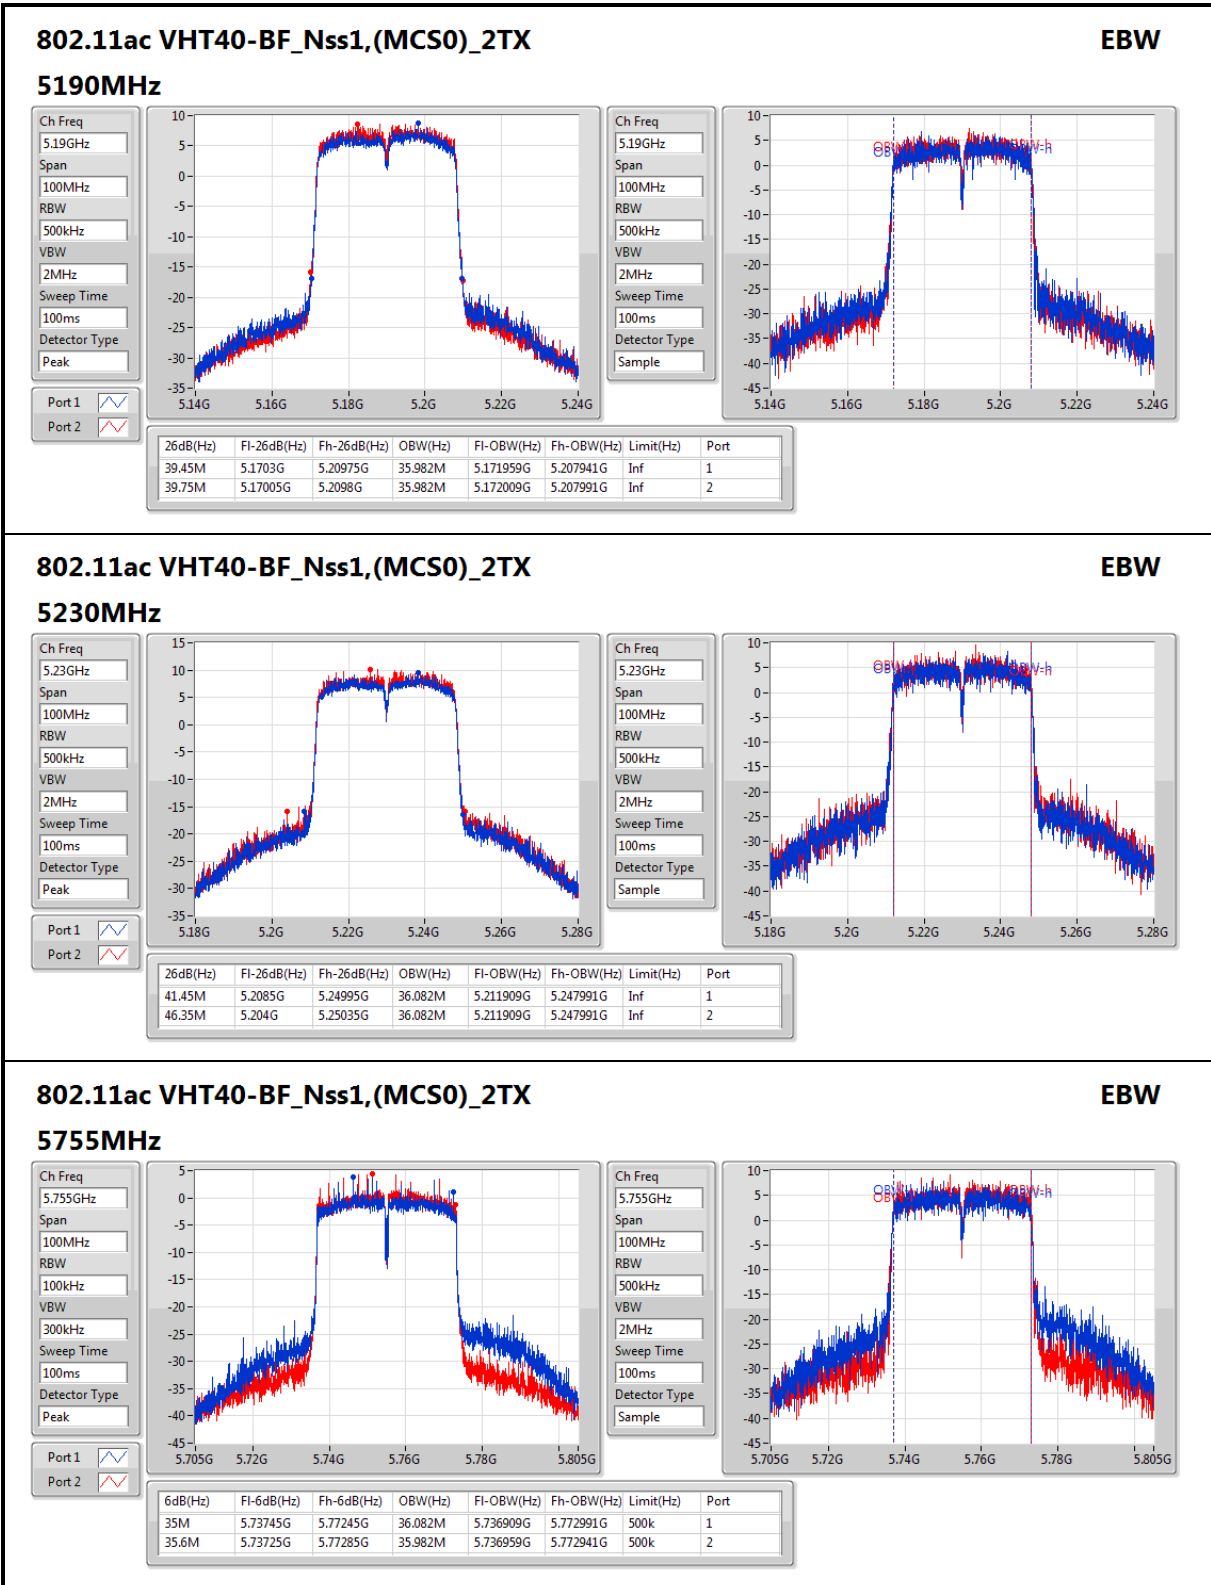 802.11ac VHT40-BF_Nss1,(MCS0)_2TX EBW
5190MHz
Ch Freq
5.19GHz
Span
100MHz
RBW
500kHz
VBW
2MHz
Sweep Time
100ms
Detector Type
Peak
Port 1
Port 2
10
5
0
-5
-10
-15
-20
-25
-30
-35
5.14G 5.16G 5.18G 5.2G 5.22G 5.24G
Ch Freq
5.19GHz
Span
100MHz
RBW
500kHz
VBW
2MHz
Sweep Time
100ms
Detector Type
Sample
10
5
0
-5
-10
-15
-20
-25
-30
-35
-40
-45
5.14G 5.16G 5.18G 5.2G 5.22G 5.24G
26dB(Hz) Fl-26dB(Hz) Fh-26dB(Hz) OBW(Hz) Fl-OBW(Hz) Fh-OBW(Hz) Limit(Hz) Port
39.45M 5.1703G 5.20975G 35.982M 5.171959G 5.207941G Inf 1
39.75M 5.17005G 5.2098G 35.982M 5.172009G 5.207991G Inf 2
802.11ac VHT40-BF_Nss1,(MCS0)_2TX EBW
5230MHz
Ch Freq
5.23GHz
Span
100MHz
RBW
500kHz
VBW
2MHz
Sweep Time
100ms
Detector Type
Peak
Port 1
Port 2
15
10
5
0
-5
-10
-15
-20
-25
-30
-35
5.18G 5.2G 5.22G 5.24G 5.26G 5.28G
Ch Freq
5.23GHz
Span
100MHz
RBW
500kHz
VBW
2MHz
Sweep Time
100ms
Detector Type
Sample
10
5
0
-5
-10
-15
-20
-25
-30
-35
-40
-45
5.18G 5.2G 5.22G 5.24G 5.26G 5.28G
26dB(Hz) Fl-26dB(Hz) Fh-26dB(Hz) OBW(Hz) Fl-OBW(Hz) Fh-OBW(Hz) Limit(Hz) Port
41.45M 5.2085G 5.24995G 36.082M 5.211909G 5.247991G Inf 1
46.35M 5.204G 5.25035G 36.082M 5.211909G 5.247991G Inf 2
802.11ac VHT40-BF_Nss1,(MCS0)_2TX EBW
5755MHz
Ch Freq
5.755GHz
Span
100MHz
RBW
100kHz
VBW
300kHz
Sweep Time
100ms
Detector Type
Peak
Port 1
Port 2
5
0
-5
-10
-15
-20
-25
-30
-35
-40
-45
5.705G 5.72G 5.74G 5.76G 5.78G 5.805G
Ch Freq
5.755GHz
Span
100MHz
RBW
500kHz
VBW
2MHz
Sweep Time
100ms
Detector Type
Sample
10
5
0
-5
-10
-15
-20
-25
-30
-35
-40
-45
5.705G 5.72G 5.74G 5.76G 5.78G 5.805G
6dB(Hz) Fl-6dB(Hz) Fh-6dB(Hz) OBW(Hz) Fl-OBW(Hz) Fh-OBW(Hz) Limit(Hz) Port
35M 5.73745G 5.77245G 36.082M 5.736909G 5.772991G 500k 1
35.6M 5.73725G 5.77285G 35.982M 5.736959G 5.772941G 500k 2